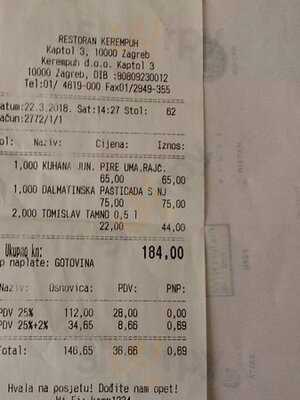 RESTORAN KEREMPUH
Kaptol 3, 10000 Zagreb
Kerempuh d.o.o. Kaptol 3
10000 Zagreb, OIB :90809230012
Tel:01/ 4819-000 Fax01/2949-355
atum:22.3.2018. Sat:14:27 Stol: 62
ačun:2772/1/1
ol: Naziv: Cijena: Iznos:
1,000 KUHANA JUN. PIRE UMA.RAJC.
65,00 65,00
1,000 DALMATINSKA PASTICADA S NJ
75,00 75,00
2,000 TOMISLAV TAMNO 0,5 l
22,00 44,00
Ukupno kn: 184,00
p naplate: GOTOVINA
Naziv: Osnovica: PDV: PNP:
PDV 25% 112,00 28,00 0,00
PDV 25%+2% 34,65 8,66 0,69
Total: 146,65 36,66 0,69
Hvala na posjetu! Dođite nam opet!